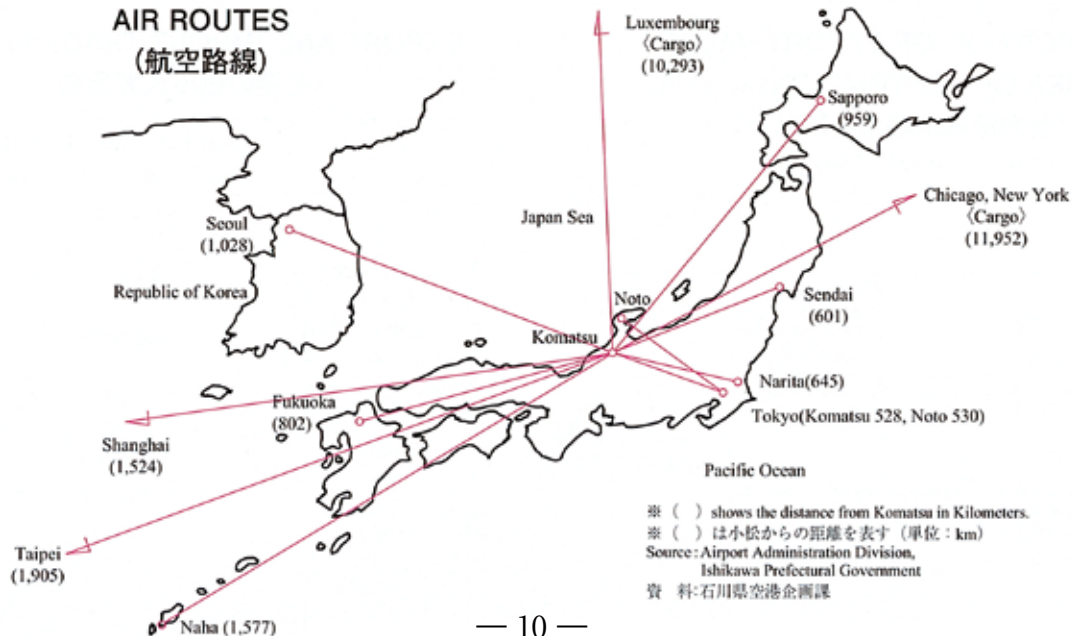 AIR ROUTES
(航空路線)
Luxembourg
〈Cargo〉
(10,293)
Sapporo
(959)
Chicago, New York
〈Cargo〉
(11,952)
Japan Sea
Seoul
(1,028)
Republic of Korea
Noto
Sendai
(601)
Komatsu
Narita(645)
Fukuoka
(802)
Tokyo(Komatsu 528, Noto 530)
Shanghai
(1,524)
Pacific Ocean
※ ( ) shows the distance from Komatsu in Kilometers.
※ ( ) は小松からの距離を表す (単位：km)
Source: Airport Administration Division,
Ishikawa Prefectural Government
資 料:石川県空港企画課
Taipei
(1,905)
Naha (1,577)
— 10 —